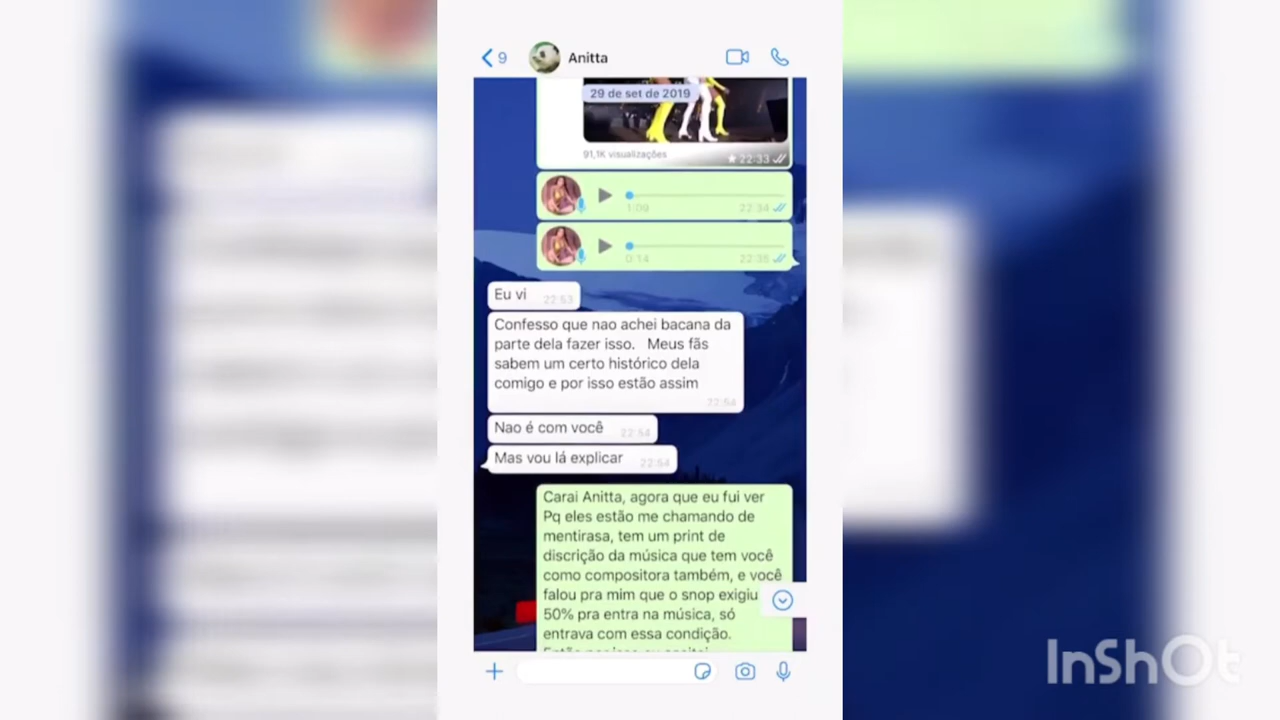 9
Anitta
29 de set de 2019
91,1K visualizações
22:33
1:09
22:34
0:14
22:35
Eu vi
22:53
Confesso que nao achei bacana da
parte dela fazer isso. Meus fãs
sabem um certo histórico dela
comigo e por isso estão assim
22:54
Nao é com você
22:54
Mas vou lá explicar
22:54
Carai Anitta, agora que eu fui ver
Pq eles estão me chamando de
mentirasa, tem um print de
discrição da música que tem você
como compositora também, e você
falou pra mim que o snop exigiu
50% pra entra na música, só
entrava com essa condição.
InShOt